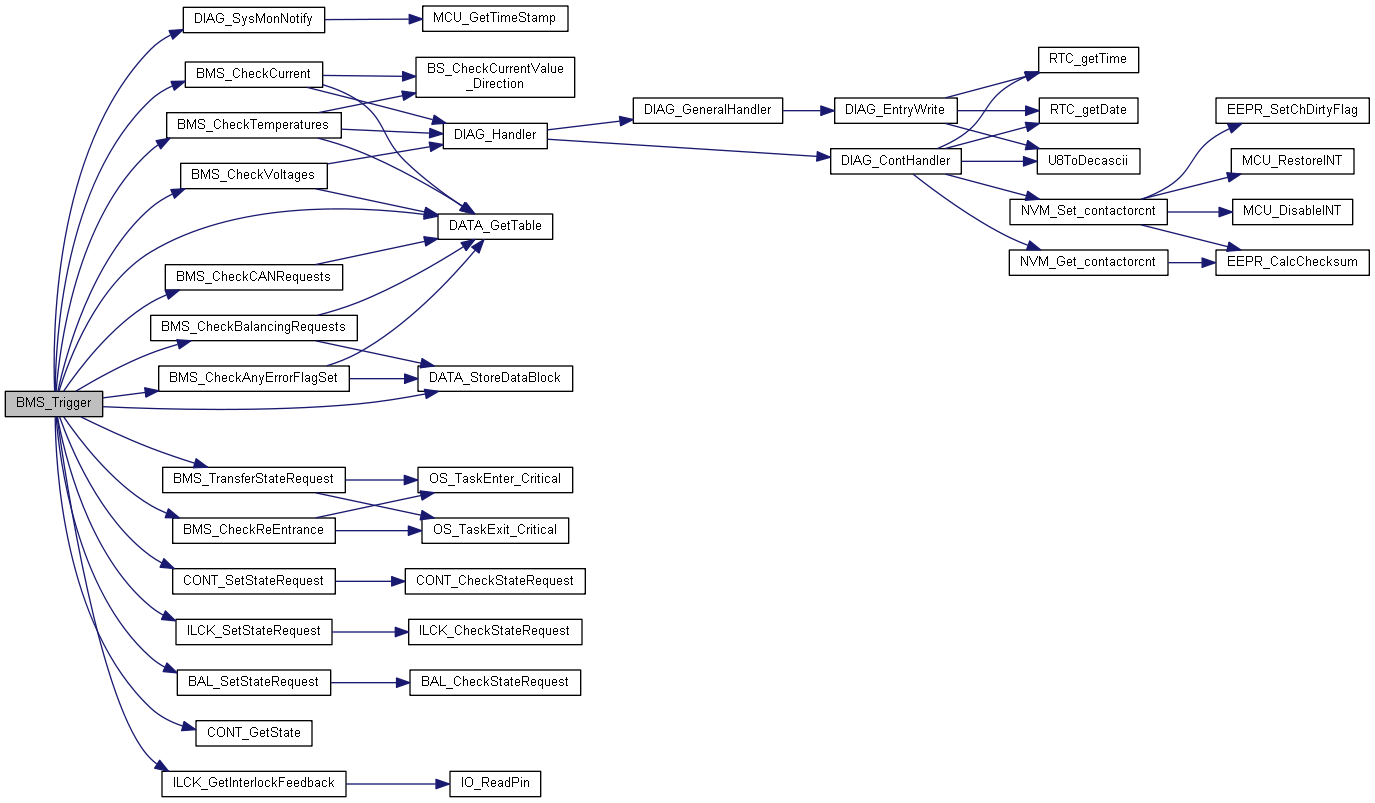 DIAG_SysMonNotify
MCU_GetTimeStamp
BMS_CheckCurrent
BS_CheckCurrentValue
_Direction
RTC_getTime
BMS_CheckTemperatures
DIAG_Handler
DIAG_GeneralHandler
DIAG_EntryWrite
RTC_getDate
EEPR_SetChDirtyFlag
BMS_CheckVoltages
DIAG_ContHandler
U8ToDecascii
MCU_RestoreINT
DATA_GetTable
NVM_Set_contactorcnt
MCU_DisableINT
BMS_CheckCANRequests
NVM_Get_contactorcnt
EEPR_CalcChecksum
BMS_CheckBalancingRequests
BMS_CheckAnyErrorFlagSet
DATA_StoreDataBlock
BMS_Trigger
BMS_TransferStateRequest
OS_TaskEnter_Critical
BMS_CheckReEntrance
OS_TaskExit_Critical
CONT_SetStateRequest
CONT_CheckStateRequest
ILCK_SetStateRequest
ILCK_CheckStateRequest
BAL_SetStateRequest
BAL_CheckStateRequest
CONT_GetState
ILCK_GetInterlockFeedback
IO_ReadPin